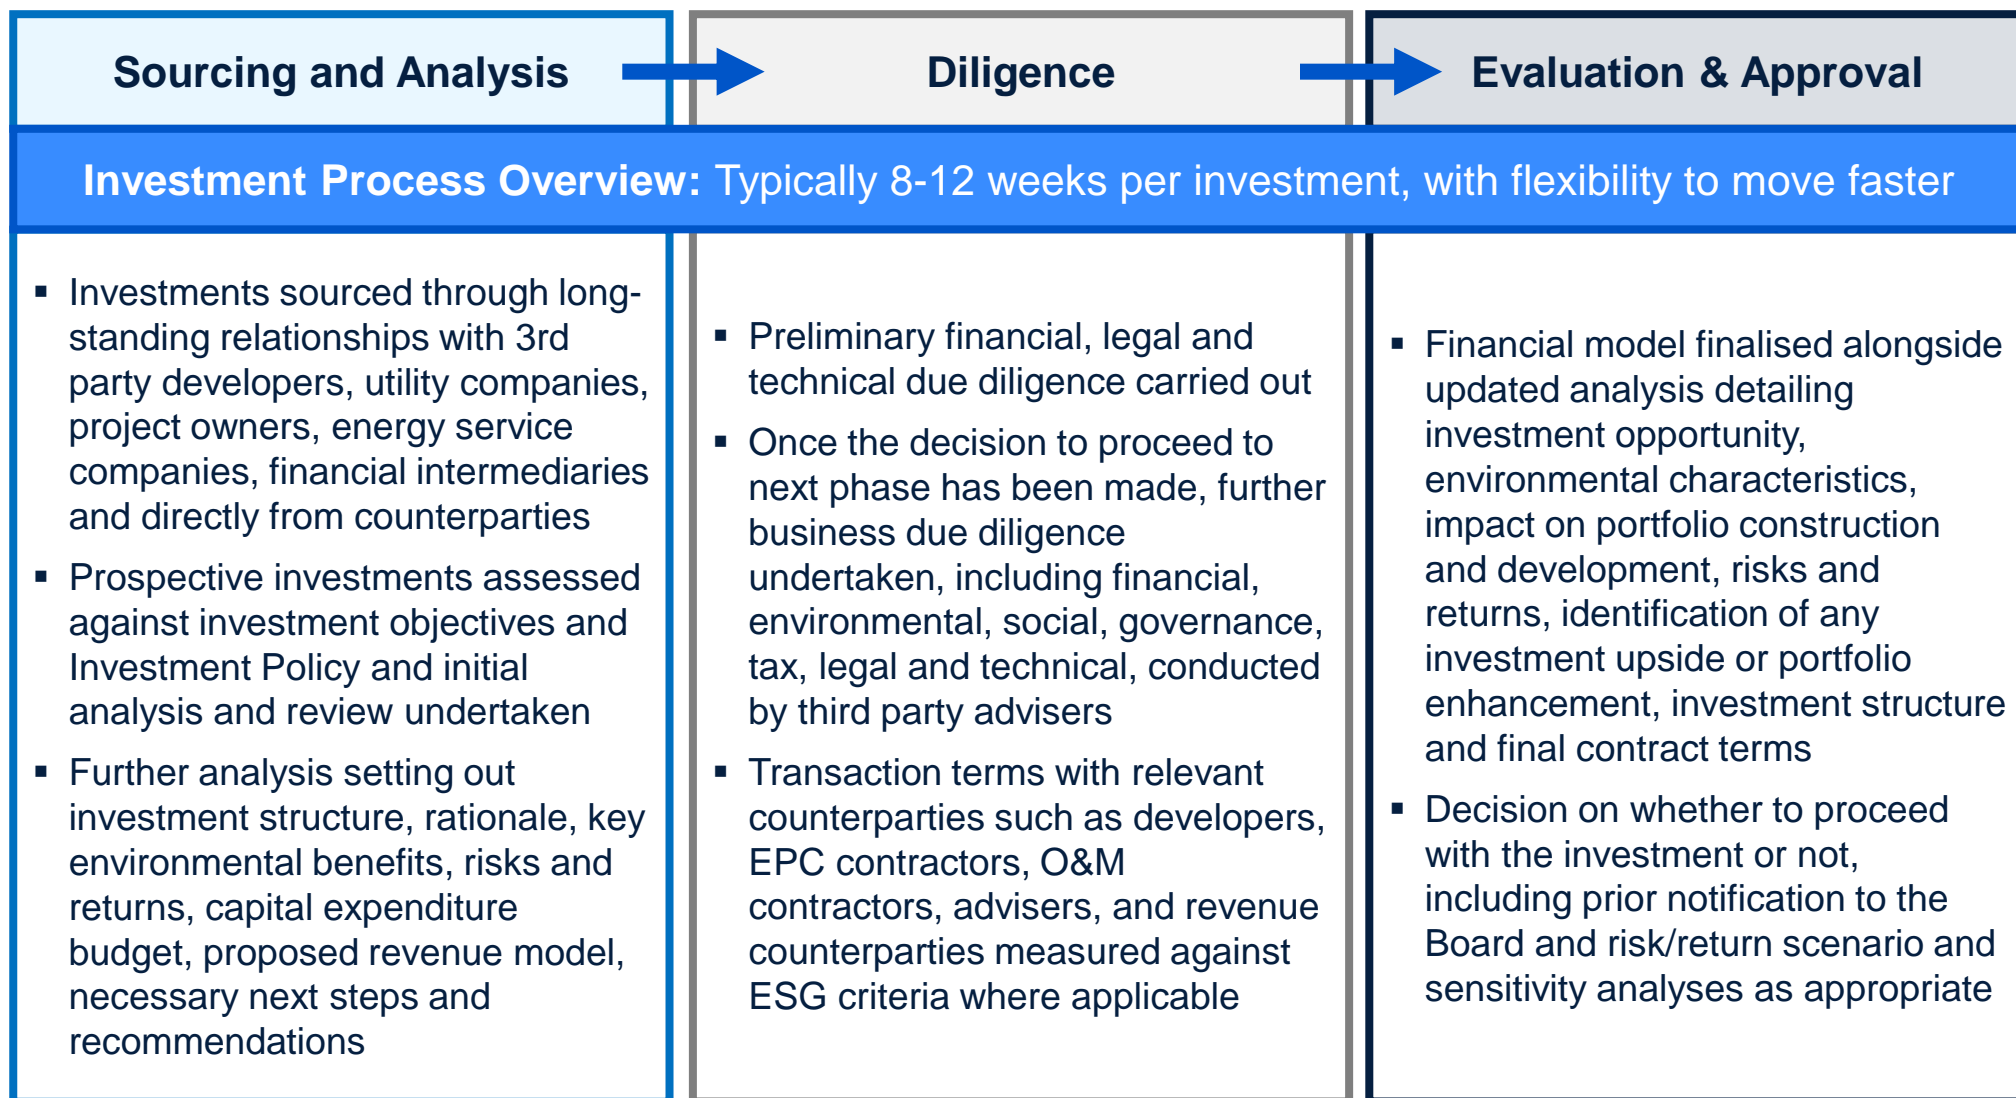 Sourcing and Analysis
Diligence
Evaluation & Approval
Investment Process Overview: Typically 8-12 weeks per investment, with flexibility to move faster
▪ Investments sourced through long-
standing relationships with 3rd
party developers, utility companies,
project owners, energy service
companies, financial intermediaries
and directly from counterparties
▪ Prospective investments assessed
against investment objectives and
Investment Policy and initial
analysis and review undertaken
▪ Further analysis setting out
investment structure, rationale, key
environmental benefits, risks and
returns, capital expenditure
budget, proposed revenue model,
necessary next steps and
recommendations
▪ Preliminary financial, legal and
technical due diligence carried out
▪ Once the decision to proceed to
next phase has been made, further
business due diligence
undertaken, including financial,
environmental, social, governance,
tax, legal and technical, conducted
by third party advisers
▪ Transaction terms with relevant
counterparties such as developers,
EPC contractors, O&M
contractors, advisers, and revenue
counterparties measured against
ESG criteria where applicable
▪ Financial model finalised alongside
updated analysis detailing
investment opportunity,
environmental characteristics,
impact on portfolio construction
and development, risks and
returns, identification of any
investment upside or portfolio
enhancement, investment structure
and final contract terms
▪ Decision on whether to proceed
with the investment or not,
including prior notification to the
Board and risk/return scenario and
sensitivity analyses as appropriate